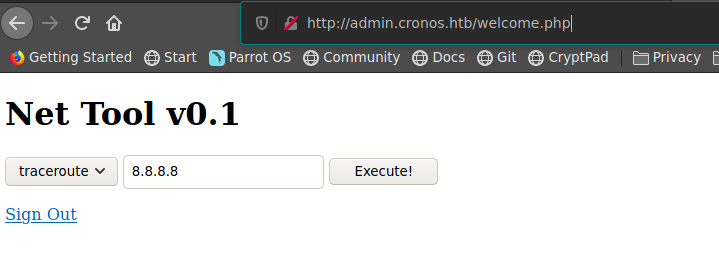 http://admin.cronos.htb/welcome.php
Getting Started Start Parrot OS Community Docs Git CryptPad Privacy
Net Tool v0.1
traceroute 8.8.8.8 Execute!
Sign Out